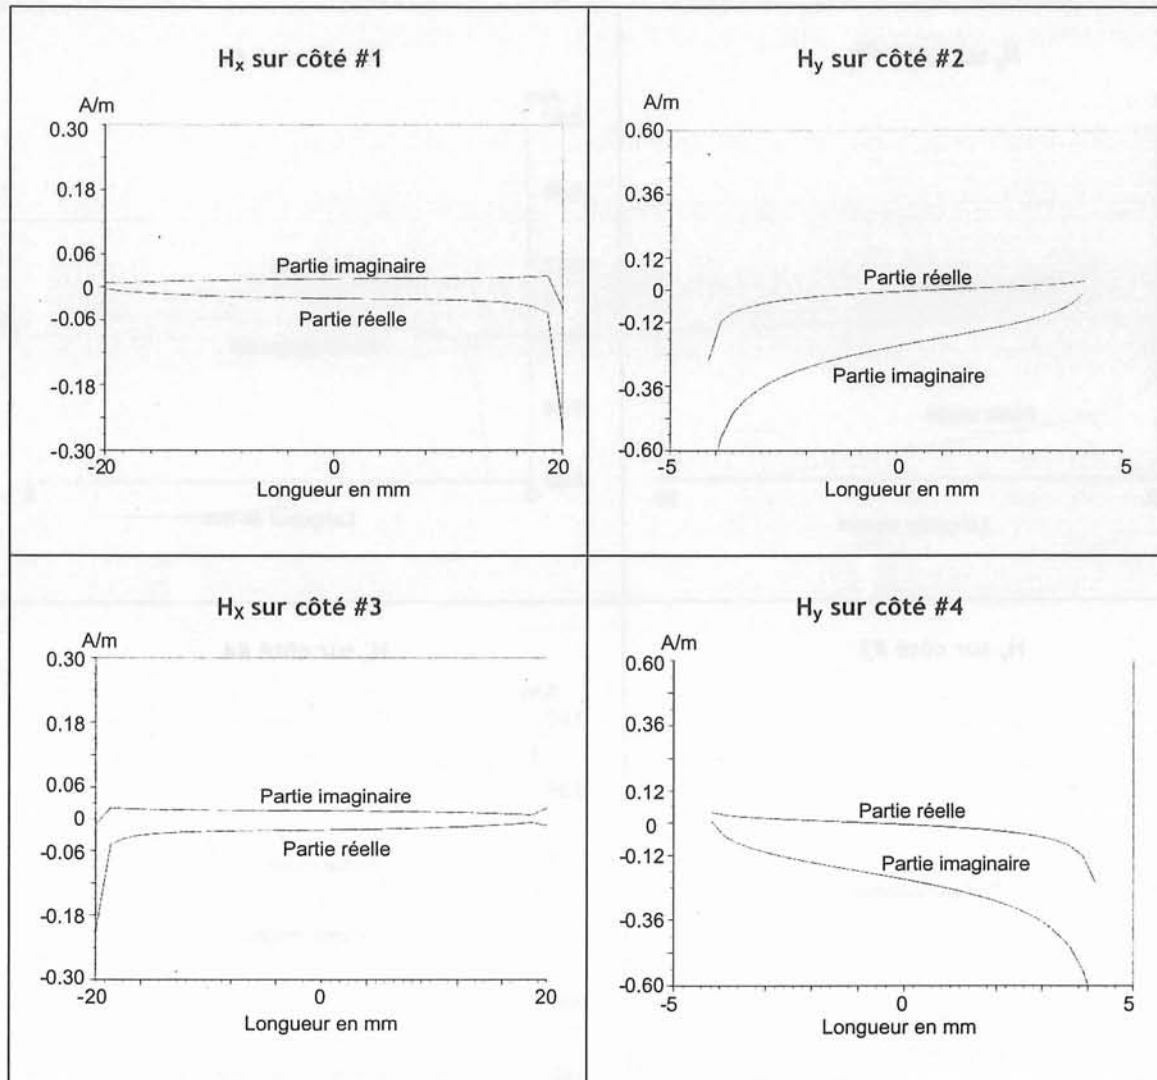 Hx sur côté #1
A/m
0.30
0.18
0.06
0
-0.06
-0.18
-0.30
Partie imaginaire
Partie réelle
-20
0
20
Longueur en mm
Hy sur côté #2
A/m
0.60
0.36
0.12
0
-0.12
-0.36
-0.60
Partie réelle
Partie imaginaire
-5
0
5
Longueur en mm
Hx sur côté #3
A/m
0.30
0.18
0.06
0
-0.06
-0.18
-0.30
Partie imaginaire
Partie réelle
-20
0
20
Longueur en mm
Hy sur côté #4
A/m
0.60
0.36
0.12
0
-0.12
-0.36
-0.60
Partie réelle
Partie imaginaire
-5
0
5
Longueur en mm